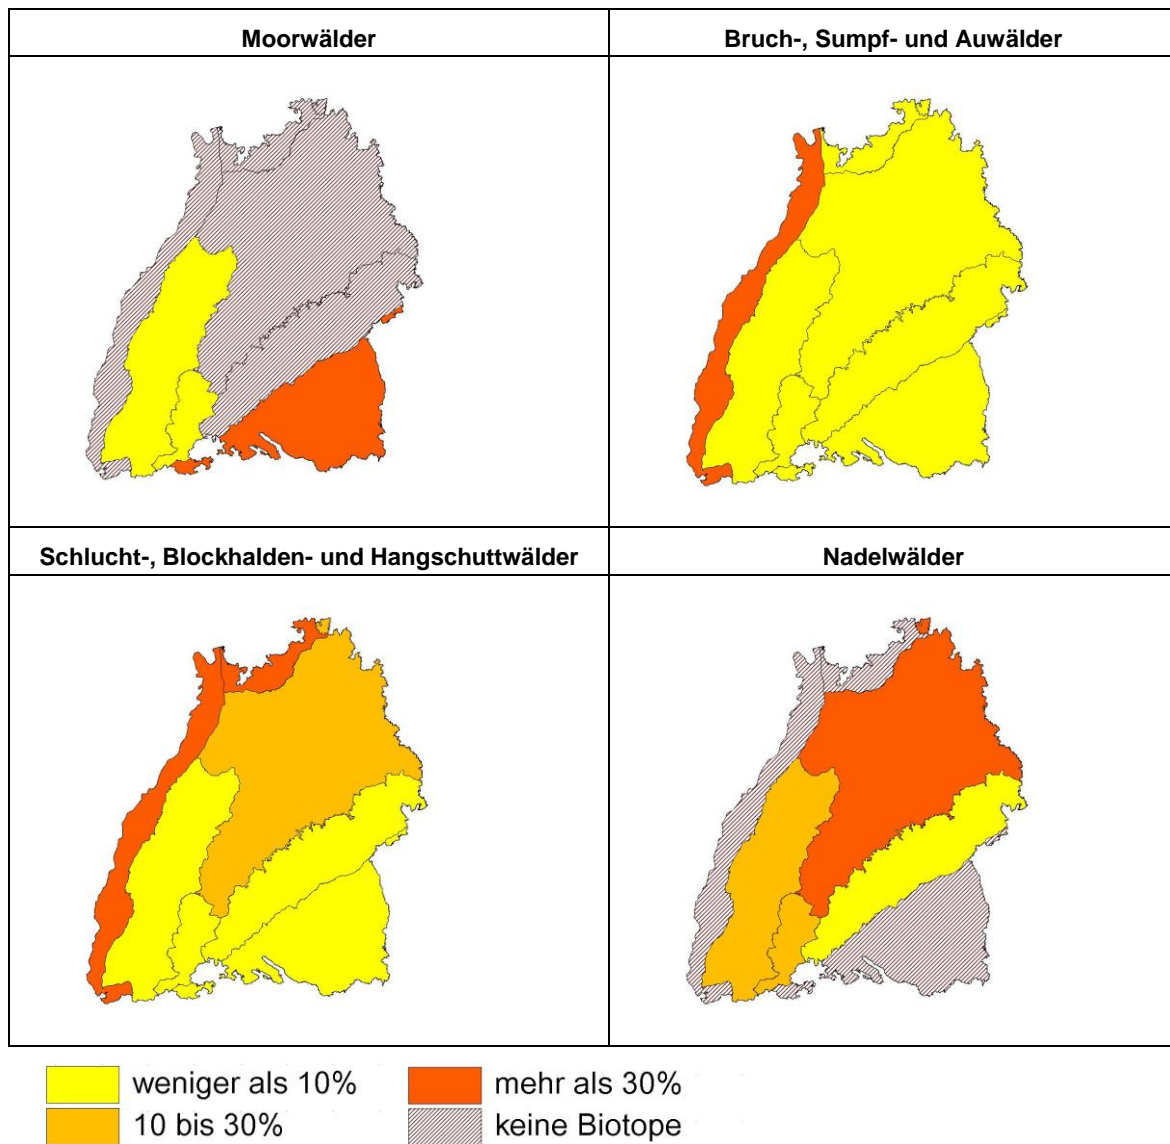 Moorwälder
Bruch-, Sumpf- und Auwälder
Schlucht-, Blockhalden- und Hangschuttwälder
Nadelwälder
weniger als 10%
mehr als 30%
10 bis 30%
keine Biotope